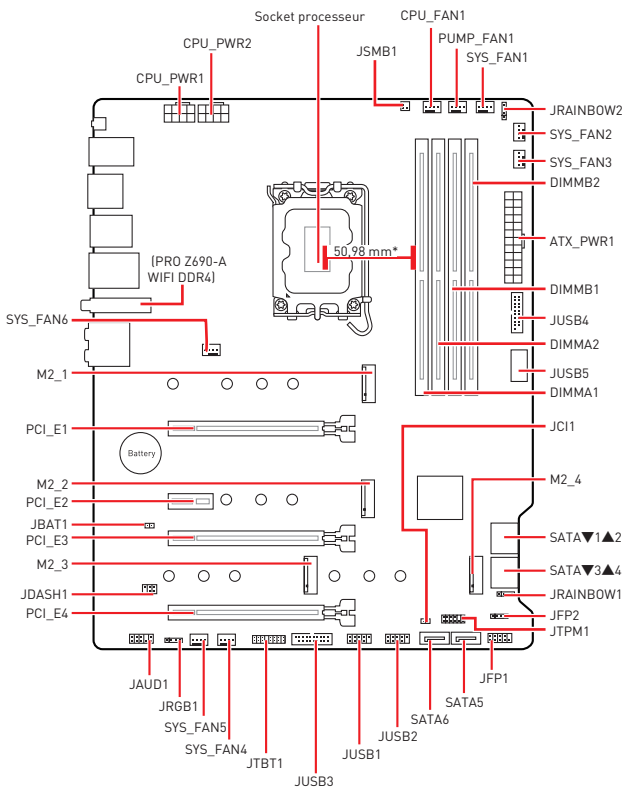 Socket processeur
CPU_FAN1
CPU_PWR2
JSMB1
PUMP_FAN1
SYS_FAN1
CPU_PWR1
JRAINBOW2
SYS_FAN2
SYS_FAN3
DIMMB2
50,98 mm*
ATX_PWR1
(PRO Z690-A
WIFI DDR4)
DIMMB1
SYS_FAN6
JUSB4
DIMMA2
M2_1
JUSB5
DIMMA1
PCI_E1
JCI1
Battery
M2_2
M2_4
PCI_E2
JBAT1
PCI_E3
SATA▼1▲2
M2_3
SATA▼3▲4
JDASH1
JRAINBOW1
PCI_E4
JFP2
JTPM1
JAUD1
JFP1
JRGB1
SATA5
SYS_FAN5
SATA6
SYS_FAN4
JUSB2
JTBT1
JUSB1
JUSB3